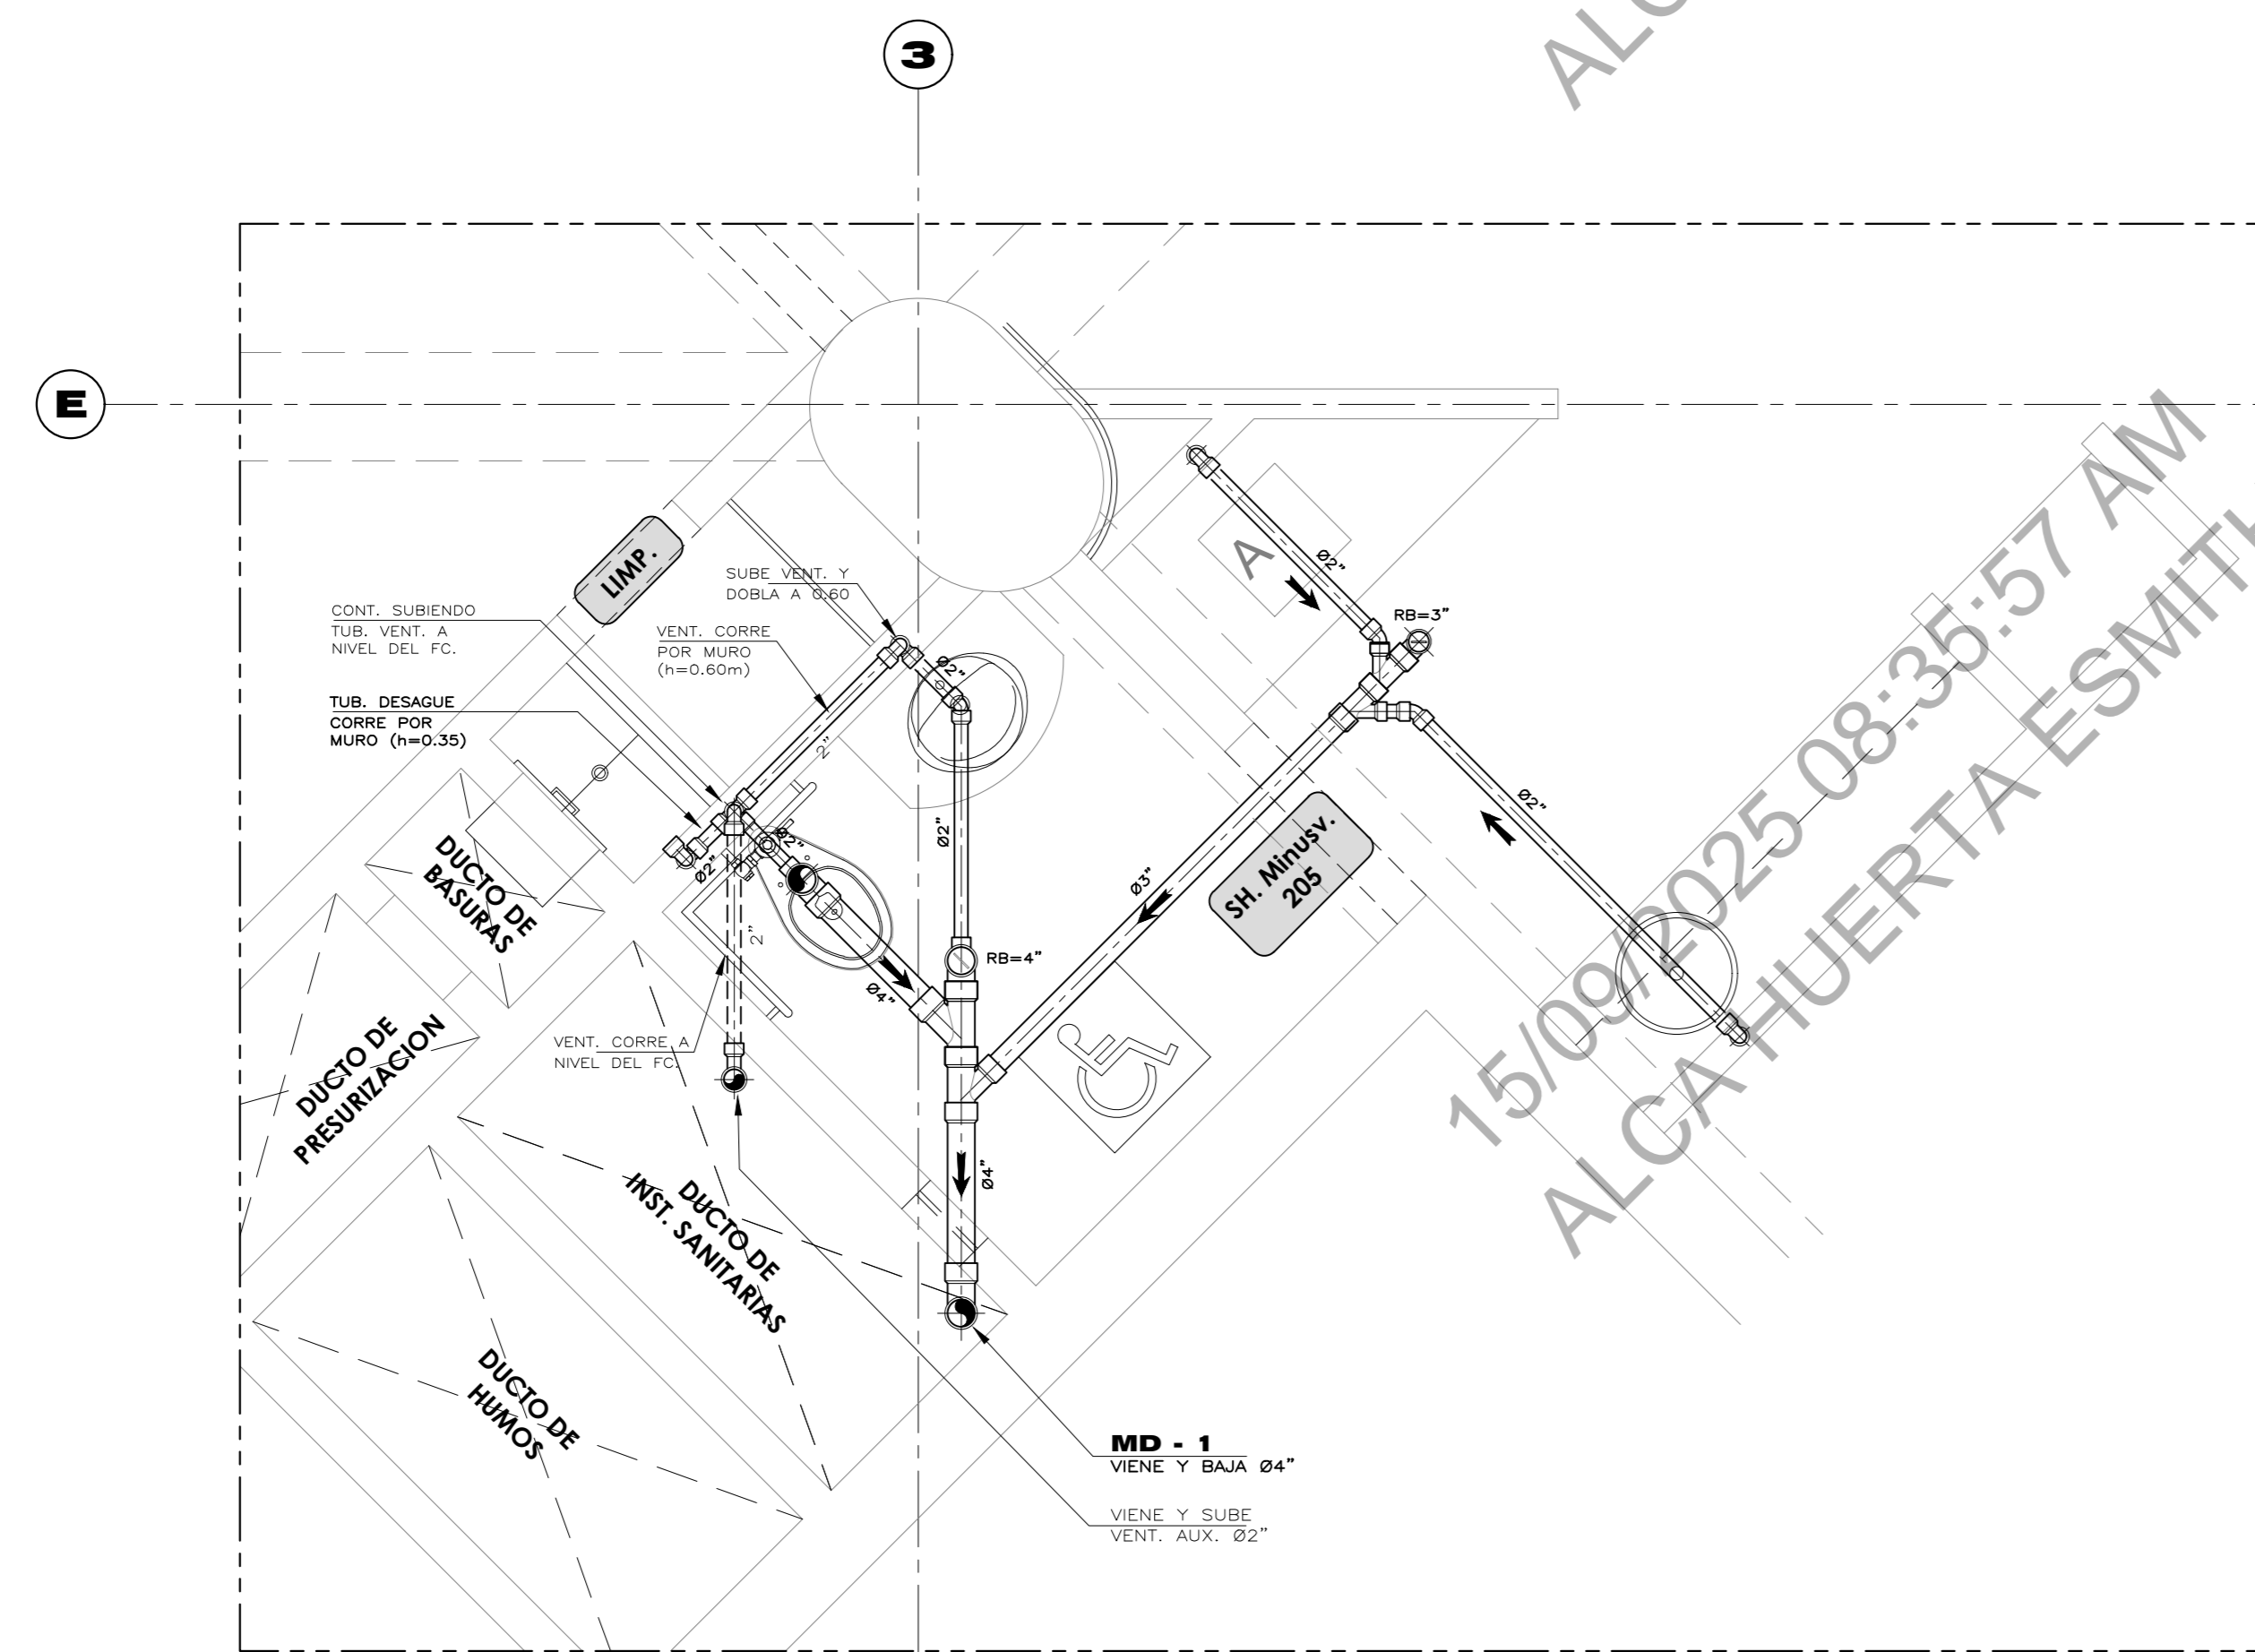 3
E
LIMP.
SUBE VENT. Y
DOBLA A 0.60
CONT. SUBIENDO
TUB. VENT. A
NIVEL DEL FC.
VENT. CORRE
POR MURO
(h=0.60m)
TUB. DESAGUE
CORRE POR
MURO (h=0.35)
A
Ø2"
RB=3"
Ø2"
2"
Ø2"
Ø2"
Ø2"
Ø2"
2"
Ø4"
RB=4"
Ø3"
SH. Minusv.
205
Ø2"
DUCTO DE
BASURAS
DUCTO DE
PRESURIZACION
VENT. CORRE A
NIVEL DEL FC.
DUCTO DE
INST. SANITARIAS
Ø4"
DUCTO DE
HUMOS
MD - 1
VIENE Y BAJA Ø4"
VIENE Y SUBE
VENT. AUX. Ø2"
15/09/2025 08:35:57 AM
ALCA HUERTA